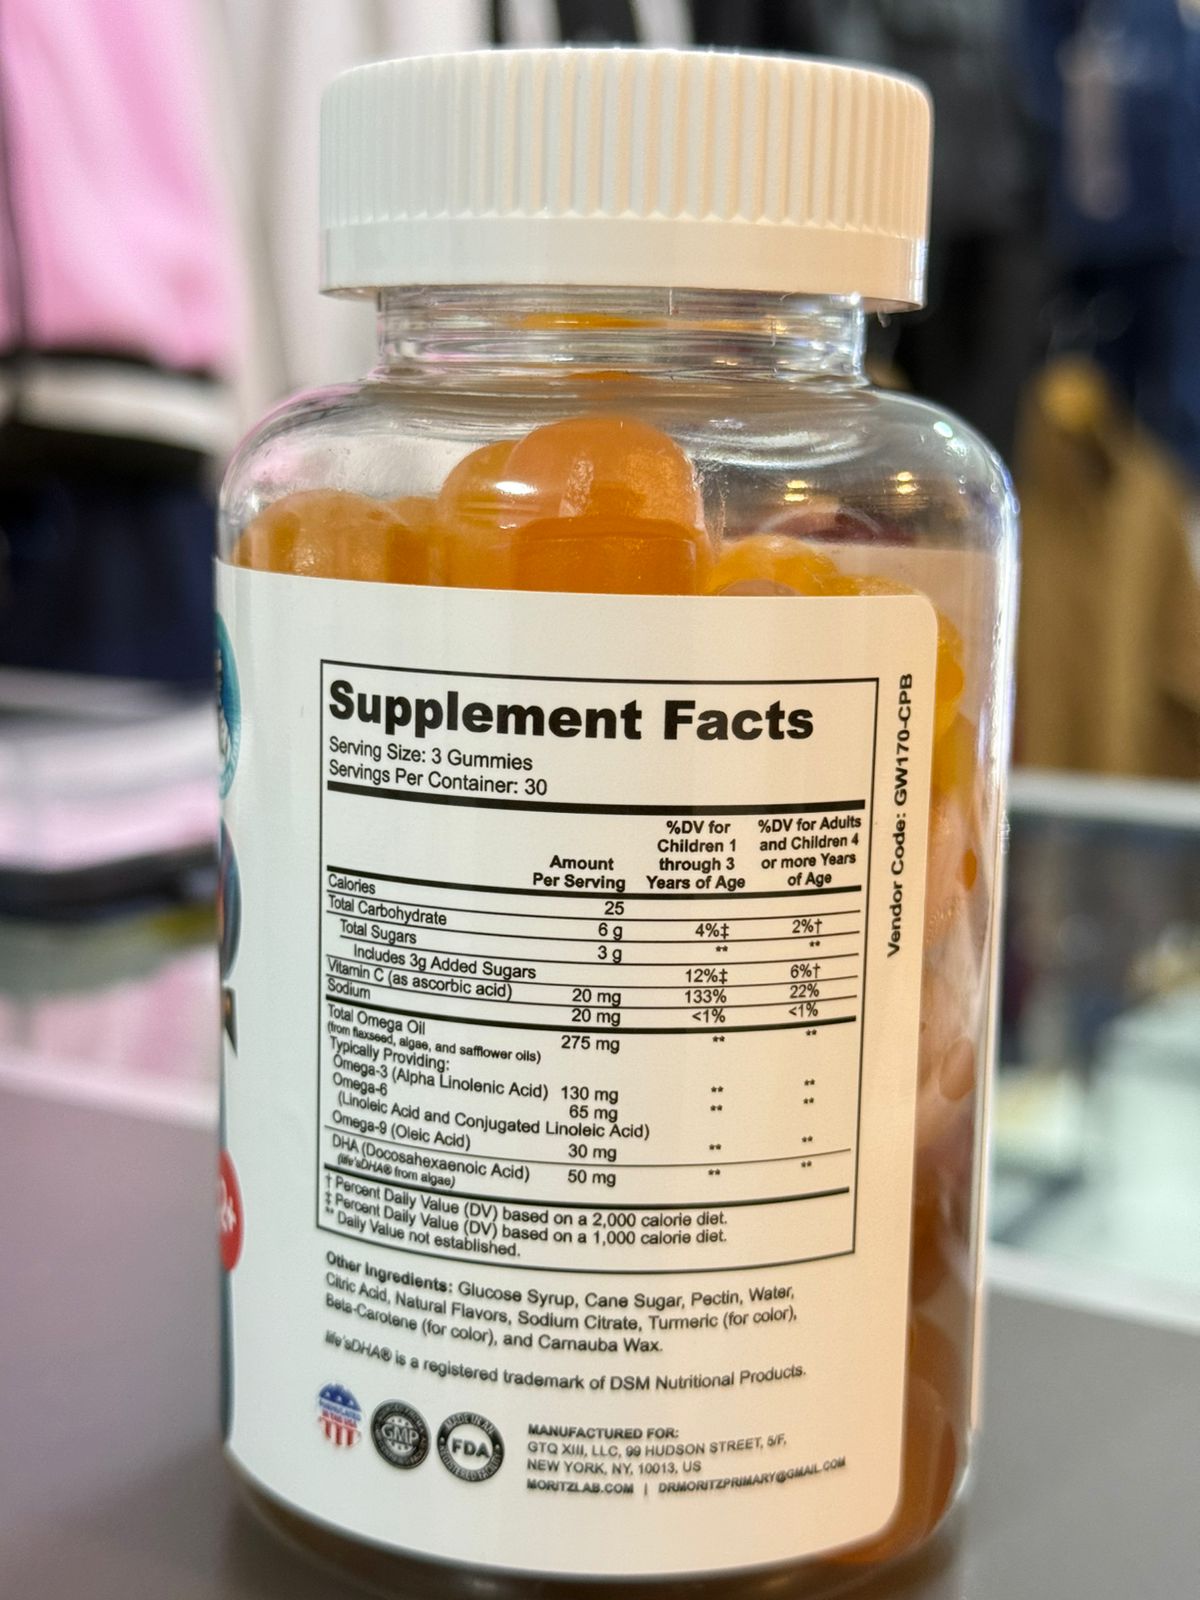 Supplement Facts
Serving Size: 3 Gummies
Servings Per Container: 30
Amount Per Serving
%DV for Children 1 through 3 Years of Age
%DV for Adults and Children 4 or more Years of Age
Calories 25
Total Carbohydrate 6 g 4%‡ 2%†
Total Sugars 3 g ** **
Includes 3g Added Sugars 12%‡ 6%†
Vitamin C (as ascorbic acid) 20 mg 133% 22%
Sodium 20 mg <1% <1%
Total Omega Oil 275 mg ** **
(from flaxseed, algae, and safflower oils)
Typically Providing:
Omega-3 (Alpha Linolenic Acid) 130 mg ** **
Omega-6 65 mg ** **
(Linoleic Acid and Conjugated Linoleic Acid)
Omega-9 (Oleic Acid) 30 mg ** **
DHA (Docosahexaenoic Acid) 50 mg ** **
(life'sDHA® from algae)
† Percent Daily Value (DV) based on a 2,000 calorie diet.
‡ Percent Daily Value (DV) based on a 1,000 calorie diet.
** Daily Value not established.
Other Ingredients: Glucose Syrup, Cane Sugar, Pectin, Water,
Citric Acid, Natural Flavors, Sodium Citrate, Turmeric (for color),
Beta-Carotene (for color), and Carnauba Wax.
life'sDHA® is a registered trademark of DSM Nutritional Products.
GMP
FDA
MANUFACTURED FOR:
GTQ XIII, LLC, 99 HUDSON STREET, 5/F,
NEW YORK, NY, 10013, US
MORITZLAB.COM | DRMORITZPRIMARY@GMAIL.COM
Vendor Code: GW170-CPB